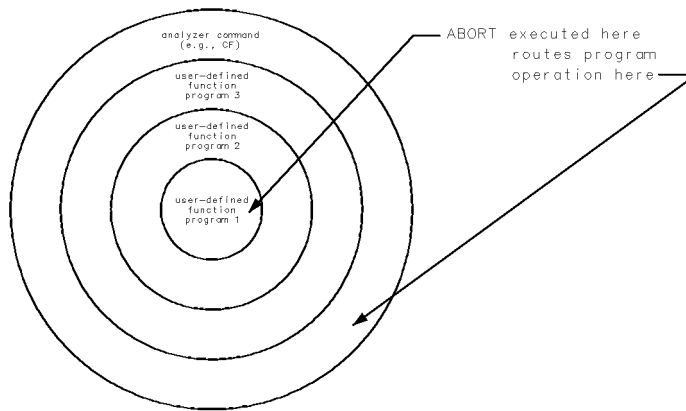 analyzer command
(e.g., CF)
user-defined
function
program 3
user-defined
function
program 2
user-defined
function
program 1
ABORT executed here
routes program
operation here